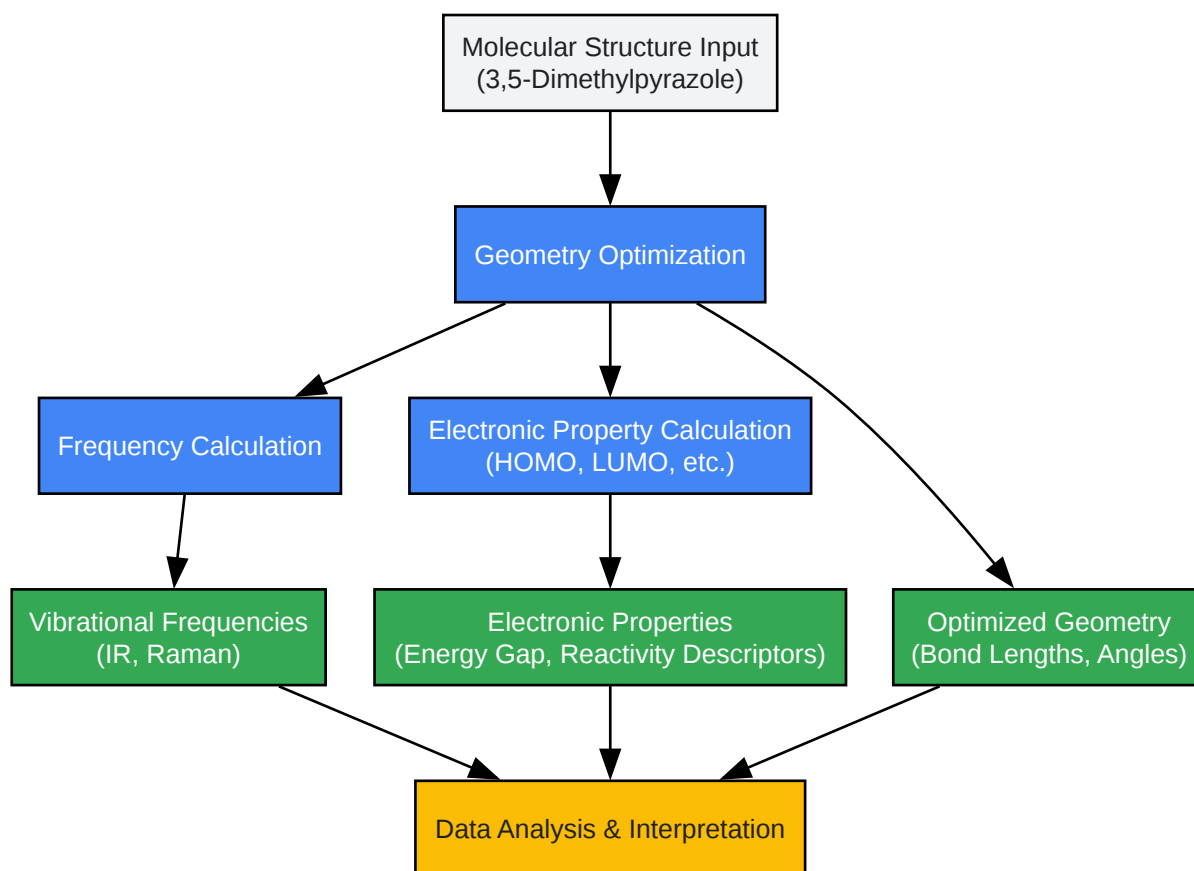 Molecular Structure Input
(3,5-Dimethylpyrazole)
Geometry Optimization
Frequency Calculation
Electronic Property Calculation
(HOMO, LUMO, etc.)
Vibrational Frequencies
(IR, Raman)
Electronic Properties
(Energy Gap, Reactivity Descriptors)
Optimized Geometry
(Bond Lengths, Angles)
Data Analysis & Interpretation